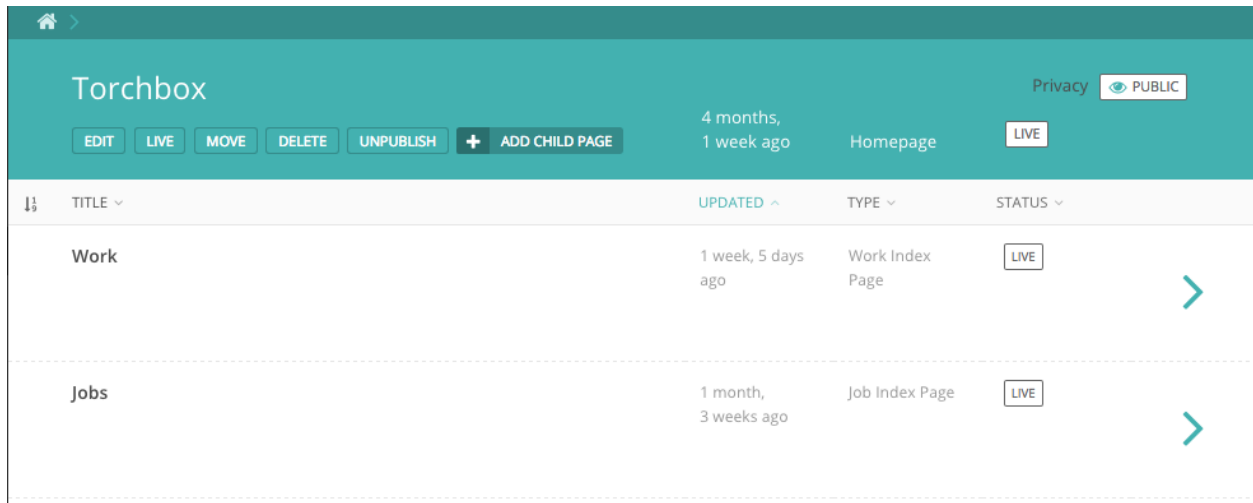 Torchbox
Privacy PUBLIC
EDIT LIVE MOVE DELETE UNPUBLISH + ADD CHILD PAGE
4 months,
1 week ago
Homepage
LIVE
TITLE UPDATED TYPE STATUS
Work
1 week, 5 days
ago
Work Index
Page
LIVE
Jobs
1 month,
3 weeks ago
Job Index Page
LIVE